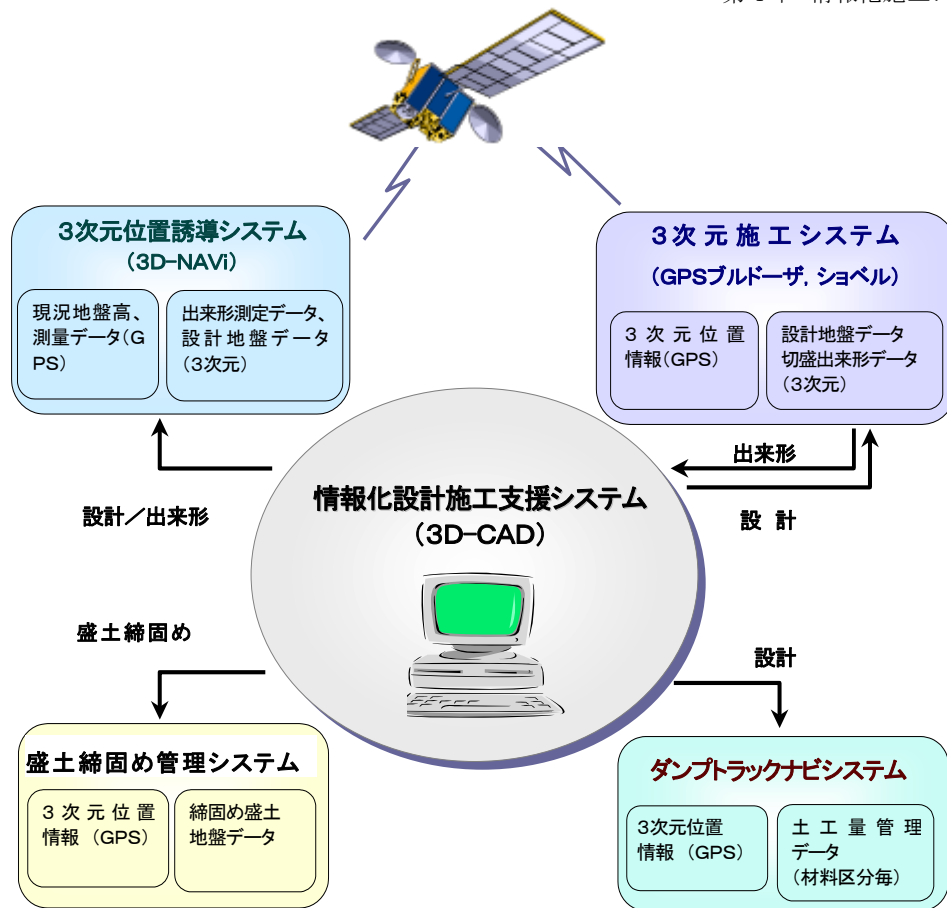 3次元位置誘導システム
(3D-NAVi)
現況地盤高、
測量データ(G
PS)
出来形測定データ、
設計地盤データ
(3次元)
3次元施工システム
(GPSブルドーザ,ショベル)
3次元位置
情報(GPS)
設計地盤データ
切盛出来形データ
(3次元)
出来形
設計
情報化設計施工支援システム
(3D-CAD)
設計/出来形
盛土締固め
設計
盛土締固め管理システム
3次元位置
情報(GPS)
締固め盛土
地盤データ
ダンプトラックナビシステム
3次元位置
情報(GPS)
土工量管理
データ
(材料区分毎)